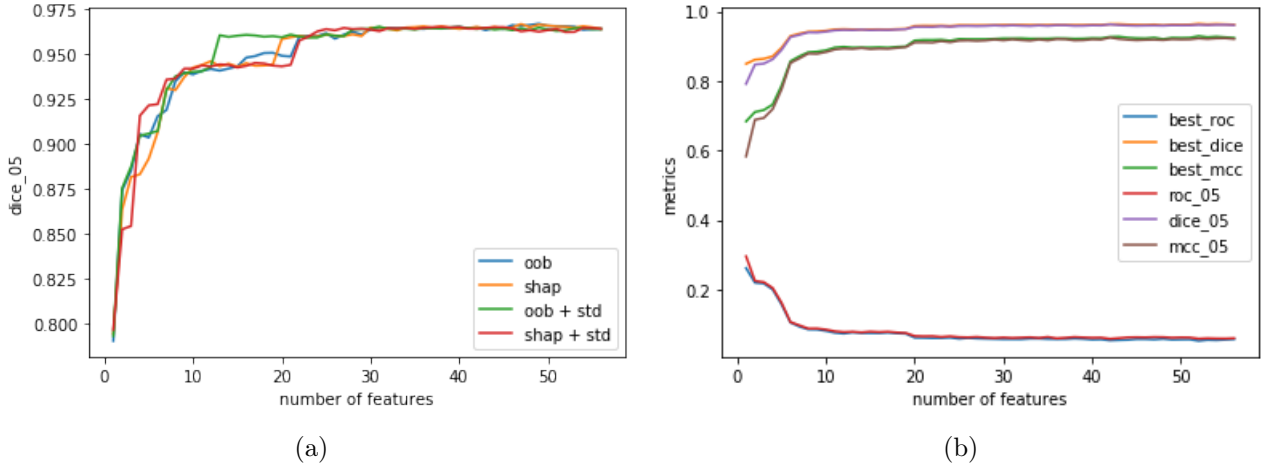 0.975
0.950
0.925
0.900
0.875
0.850
0.825
0.800
dice_05
0 10 20 30 40 50
number of features
oob
shap
oob + std
shap + std
(a)
1.0
0.8
0.6
0.4
0.2
metrics
0 10 20 30 40 50
number of features
best_roc
best_dice
best_mcc
roc_05
dice_05
mcc_05
(b)